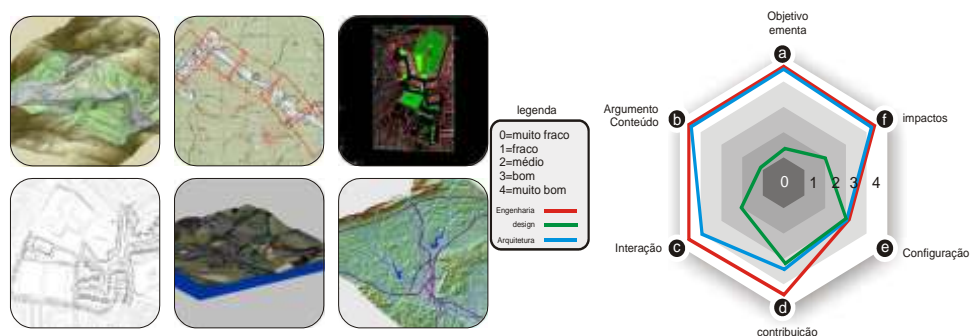 legenda
0=muito fraco
1=fraco
2=médio
3=bom
4=muito bom
Engenharia
design
Arquitetura
Objetivo
ementa
a
Argumento
Conteúdo
b
f
impactos
0 1 2 3 4
Interação
c
e
Configuração
d
contribuição